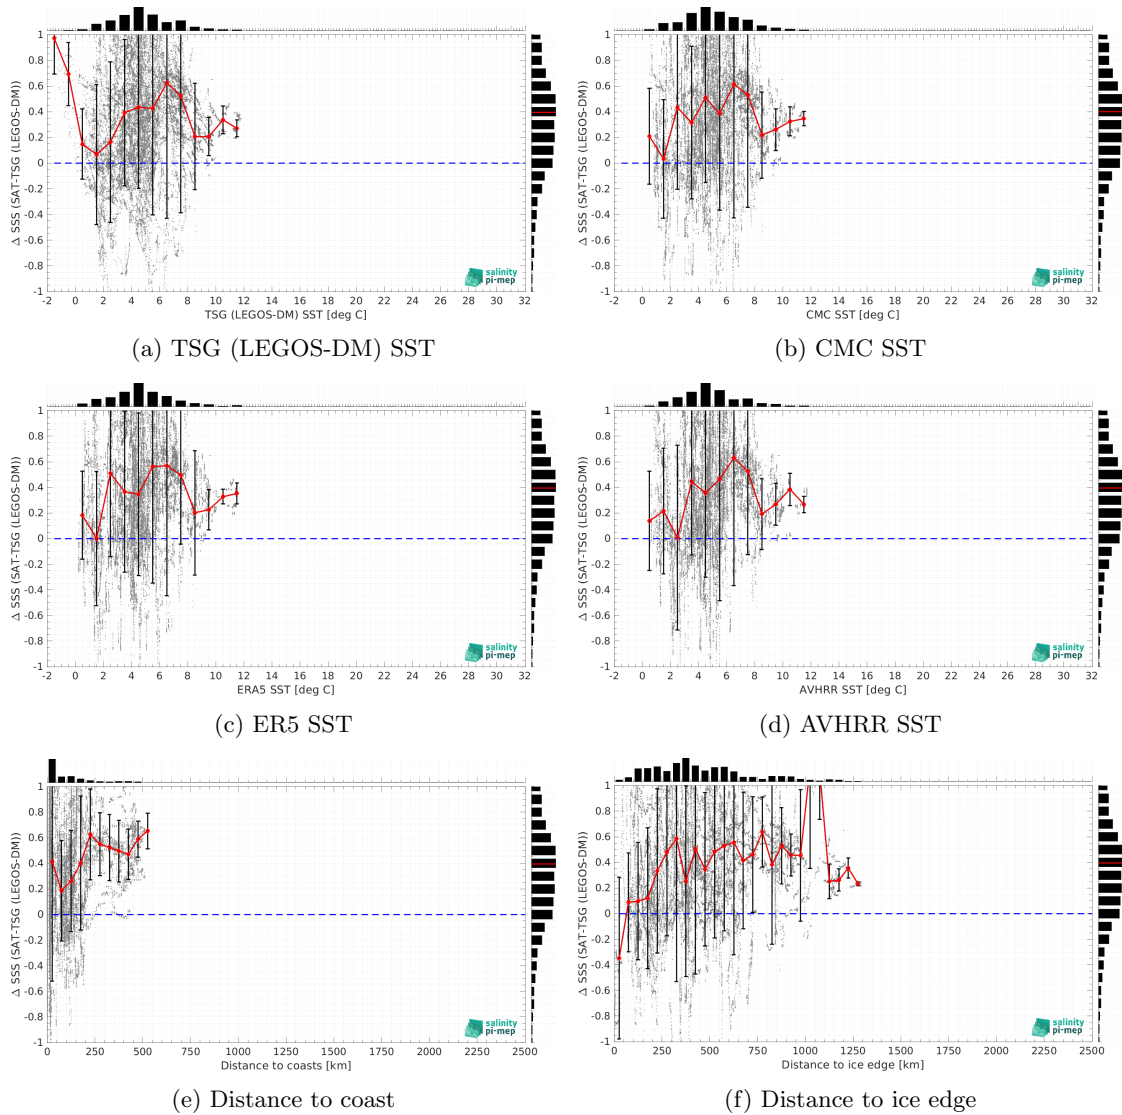 1
0.8
0.6
0.4
0.2
0
-0.2
-0.4
-0.6
-0.8
-1
Δ SSS (SAT-TSG (LEGOS-DM))
salinity
pi-mep
-2 0 2 4 6 8 10 12 14 16 18 20 22 24 26 28 30 32
TSG (LEGOS-DM) SST [deg C]
(a) TSG (LEGOS-DM) SST
1
0.8
0.6
0.4
0.2
0
-0.2
-0.4
-0.6
-0.8
-1
Δ SSS (SAT-TSG (LEGOS-DM))
salinity
pi-mep
-2 0 2 4 6 8 10 12 14 16 18 20 22 24 26 28 30 32
CMC SST [deg C]
(b) CMC SST
1
0.8
0.6
0.4
0.2
0
-0.2
-0.4
-0.6
-0.8
-1
Δ SSS (SAT-TSG (LEGOS-DM))
salinity
pi-mep
-2 0 2 4 6 8 10 12 14 16 18 20 22 24 26 28 30 32
ERA5 SST [deg C]
(c) ER5 SST
1
0.8
0.6
0.4
0.2
0
-0.2
-0.4
-0.6
-0.8
-1
Δ SSS (SAT-TSG (LEGOS-DM))
salinity
pi-mep
-2 0 2 4 6 8 10 12 14 16 18 20 22 24 26 28 30 32
AVHRR SST [deg C]
(d) AVHRR SST
1
0.8
0.6
0.4
0.2
0
-0.2
-0.4
-0.6
-0.8
-1
Δ SSS (SAT-TSG (LEGOS-DM))
salinity
pi-mep
0 250 500 750 1000 1250 1500 1750 2000 2250 2500
Distance to coasts [km]
(e) Distance to coast
1
0.8
0.6
0.4
0.2
0
-0.2
-0.4
-0.6
-0.8
-1
Δ SSS (SAT-TSG (LEGOS-DM))
salinity
pi-mep
0 250 500 750 1000 1250 1500 1750 2000 2250 2500
Distance to ice edge [km]
(f) Distance to ice edge